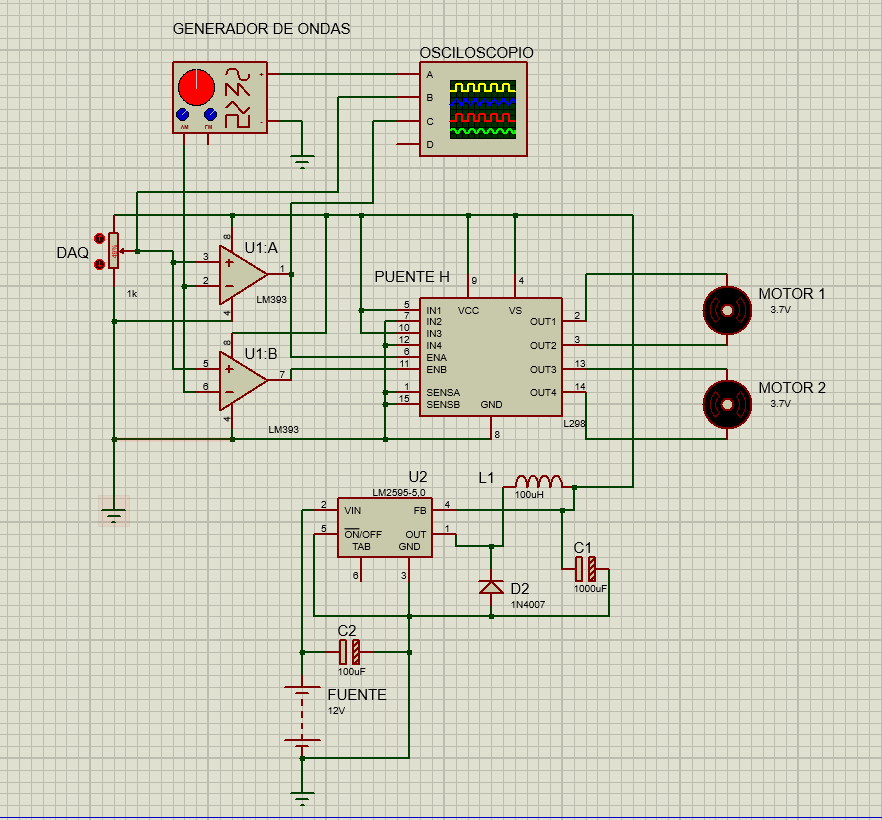 GENERADOR DE ONDAS
OSCILOSCOPIO
+
-
AM
FM
A
B
C
D
DAQ
1k
U1:A
8
3
+
2
-
1
4
LM393
U1:B
8
5
+
6
-
7
4
LM393
PUENTE H
9
4
5
7
10
12
6
11
1
15
IN1
IN2
IN3
IN4
ENA
ENB
SENSA
SENSB
VCC
VS
OUT1
OUT2
OUT3
OUT4
GND
2
3
13
14
8
L298
MOTOR 1
3.7V
MOTOR 2
3.7V
U2
LM2595-5,0
2
VIN
FB
4
5
ON/OFF
OUT
1
TAB
GND
6
3
L1
100uH
C1
1000uF
D2
1N4007
C2
100uF
FUENTE
12V